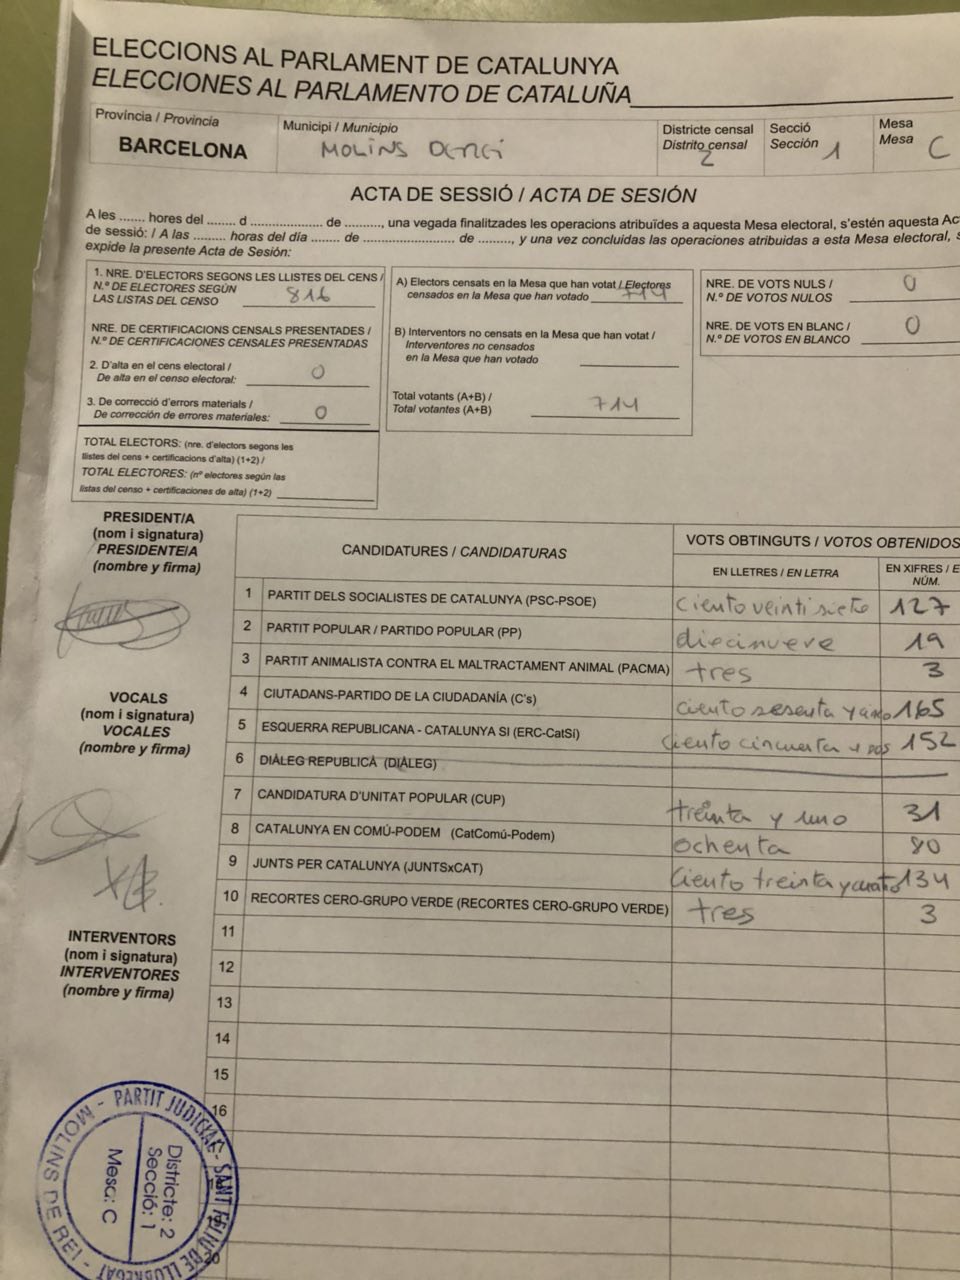 ELECCIONS AL PARLAMENT DE CATALUNYA
ELECCIONES AL PARLAMENTO DE CATALUÑA
Província / Provincia
BARCELONA
Municipi / Municipio
MOLINS DE REI
Districte censal
Distrito censal
2
Secció
Sección 1
Mesa
Mesa C
ACTA DE SESSIÓ / ACTA DE SESIÓN
A les ....... hores del ....... d ..................... de ........., una vegada finalitzades les operacions atribuïdes a aquesta Mesa electoral, s'estén aquesta Ac
de sessió: / A las ......... horas del día ....... de ........................ de ........, y una vez concluidas las operaciones atribuidas a esta Mesa electoral, s
expide la presente Acta de Sesión:
1. NRE. D'ELECTORS SEGONS LES LLISTES DEL CENS /
N.º DE ELECTORES SEGÚN
LAS LISTAS DEL CENSO 816
NRE. DE CERTIFICACIONS CENSALS PRESENTADES /
N.º DE CERTIFICACIONES CENSALES PRESENTADAS
2. D'alta en el cens electoral /
De alta en el censo electoral: 0
3. De correcció d'errors materials /
De corrección de errores materiales: 0
TOTAL ELECTORS: (nre. d'electors segons les
llistes del cens + certificacions d'alta) (1+2) /
TOTAL ELECTORES: (nº electores según las
listas del censo + certificaciones de alta) (1+2)
A) Electors censats en la Mesa que han votat / Electores
censados en la Mesa que han votado 714
B) Interventors no censats en la Mesa que han votat /
Interventores no censados
en la Mesa que han votado
Total votants (A+B) /
Total votantes (A+B) 714
NRE. DE VOTS NULS /
N.º DE VOTOS NULOS 0
NRE. DE VOTS EN BLANC /
N.º DE VOTOS EN BLANCO 0
PRESIDENT/A
(nom i signatura)
PRESIDENTE/A
(nombre y firma)
VOCALS
(nom i signatura)
VOCALES
(nombre y firma)
INTERVENTORS
(nom i signatura)
INTERVENTORES
(nombre y firma)
CANDIDATURES / CANDIDATURAS
VOTS OBTINGUTS / VOTOS OBTENIDOS
EN LLETRES / EN LETRA
EN XIFRES / E
NÚM.
1 PARTIT DELS SOCIALISTES DE CATALUNYA (PSC-PSOE) ciento veintisiete 127
2 PARTIT POPULAR / PARTIDO POPULAR (PP) diecinueve 19
3 PARTIT ANIMALISTA CONTRA EL MALTRACTAMENT ANIMAL (PACMA) tres 3
4 CIUTADANS-PARTIDO DE LA CIUDADANÍA (C's) ciento sesenta y 165
5 ESQUERRA REPUBLICANA - CATALUNYA SI (ERC-CatSí) ciento cincuenta y dos 152
6 DIÀLEG REPUBLICÀ (DIÀLEG)
7 CANDIDATURA D'UNITAT POPULAR (CUP) treinta y uno 31
8 CATALUNYA EN COMÚ-PODEM (CatComú-Podem) ochenta 80
9 JUNTS PER CATALUNYA (JUNTSxCAT) ciento treinta y cuatro 134
10 RECORTES CERO-GRUPO VERDE (RECORTES CERO-GRUPO VERDE) tres 3
11
12
13
14
15
16
20
MOLINS DE REI - PARTIT JUDICIAL - SANT FELIU DE LLOBREGAT
Districte: 2
Secció: 1
Mesa: C